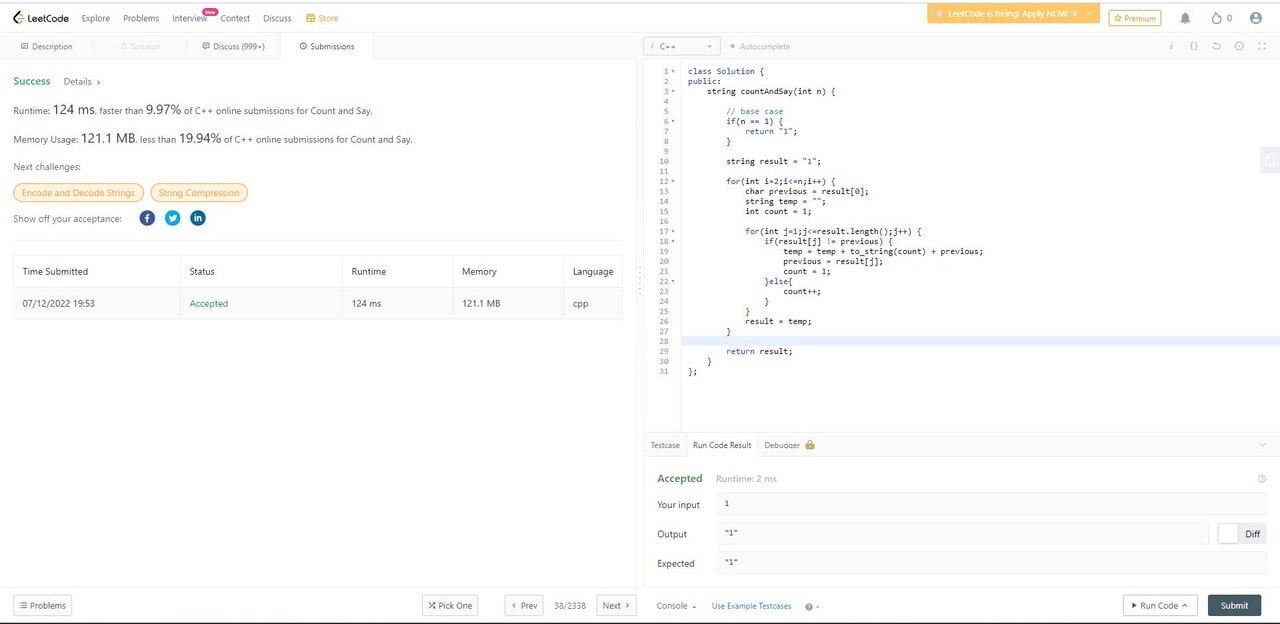 LeetCode Explore Problems Interview New Contest Discuss Store LeetCode is hiring! Apply NOW. × Premium 0
Description Solution Discuss (999+) Submissions
Success Details >
Runtime: 124 ms, faster than 9.97% of C++ online submissions for Count and Say.
Memory Usage: 121.1 MB, less than 19.94% of C++ online submissions for Count and Say.
Next challenges:
Encode and Decode Strings String Compression
Show off your acceptance:
Time Submitted Status Runtime Memory Language
07/12/2022 19:53 Accepted 124 ms 121.1 MB cpp
Problems Pick One < Prev 38/2338 Next >
i C++ Autocomplete i {}
1 class Solution {
2 public:
3 string countAndSay(int n) {
4
5 // base case
6 if(n == 1) {
7 return "1";
8 }
9
10 string result = "1";
11
12 for(int i=2;i<=n;i++) {
13 char previous = result[0];
14 string temp = "";
15 int count = 1;
16
17 for(int j=1;j<=result.length();j++) {
18 if(result[j] != previous) {
19 temp = temp + to_string(count) + previous;
20 previous = result[j];
21 count = 1;
22 }else{
23 count++;
24 }
25 }
26 result = temp;
27 }
28
29 return result;
30 }
31 };
Testcase Run Code Result Debugger
Accepted Runtime: 2 ms
Your input 1
Output "1" Diff
Expected "1"
Console Use Example Testcases Run Code Submit